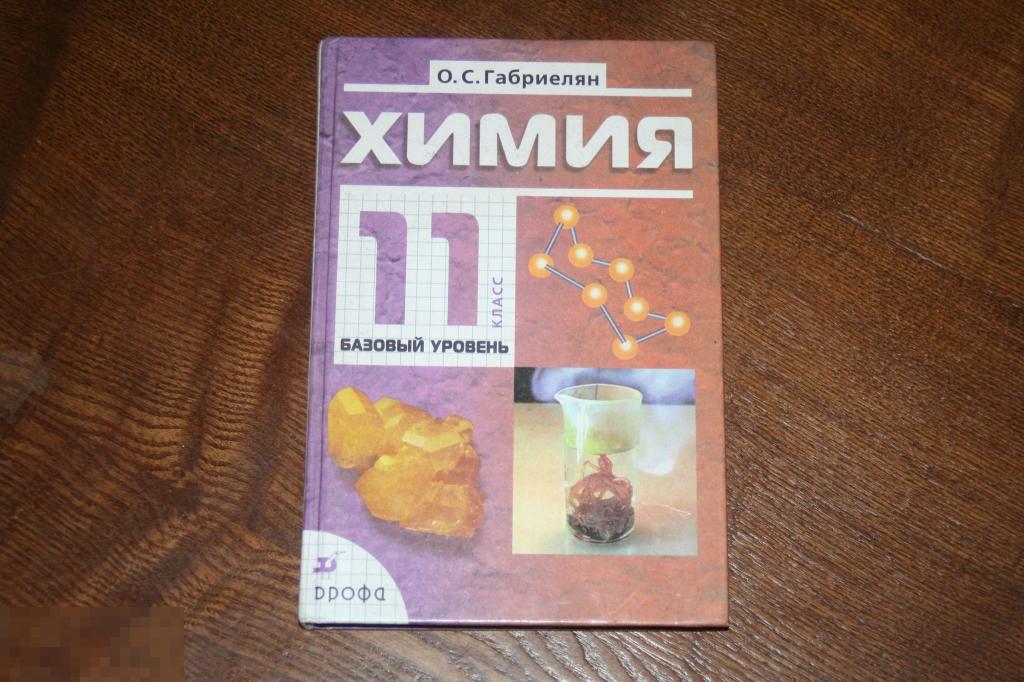 О. С. Габриелян
ХИМИЯ
11
КЛАСС
БАЗОВЫЙ УРОВЕНЬ
дрофа